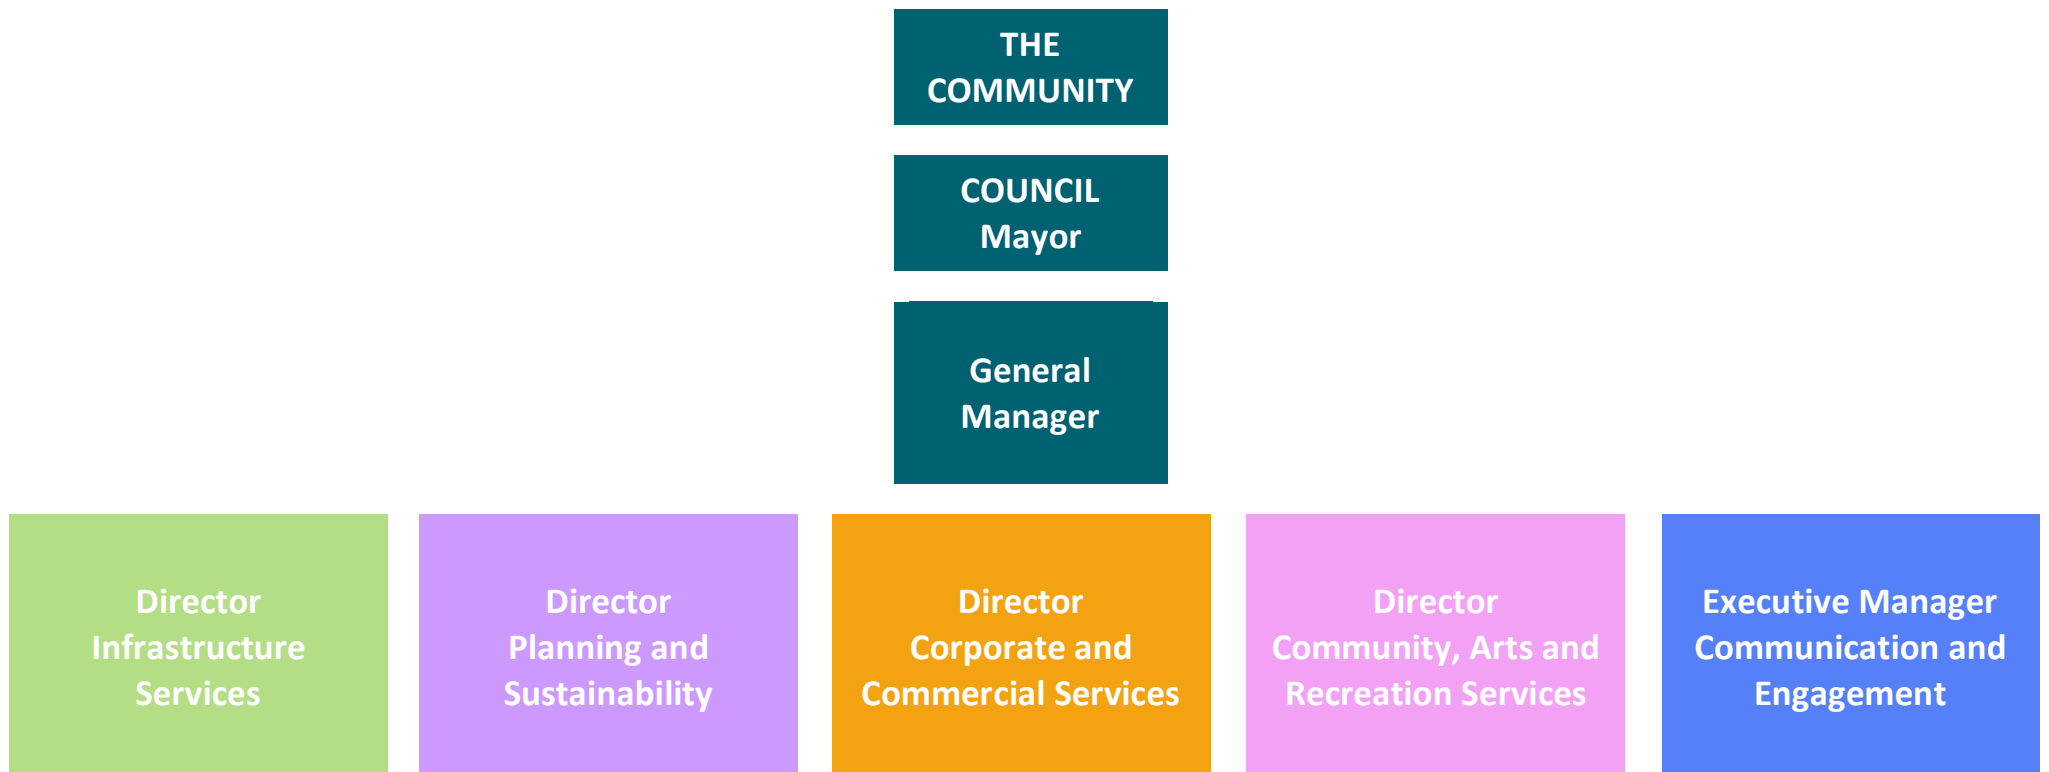 THE
COMMUNITY
COUNCIL
Mayor
General
Manager
Director
Infrastructure
Services
Director
Planning and
Sustainability
Director
Corporate and
Commercial Services
Director
Community, Arts and
Recreation Services
Executive Manager
Communication and
Engagement